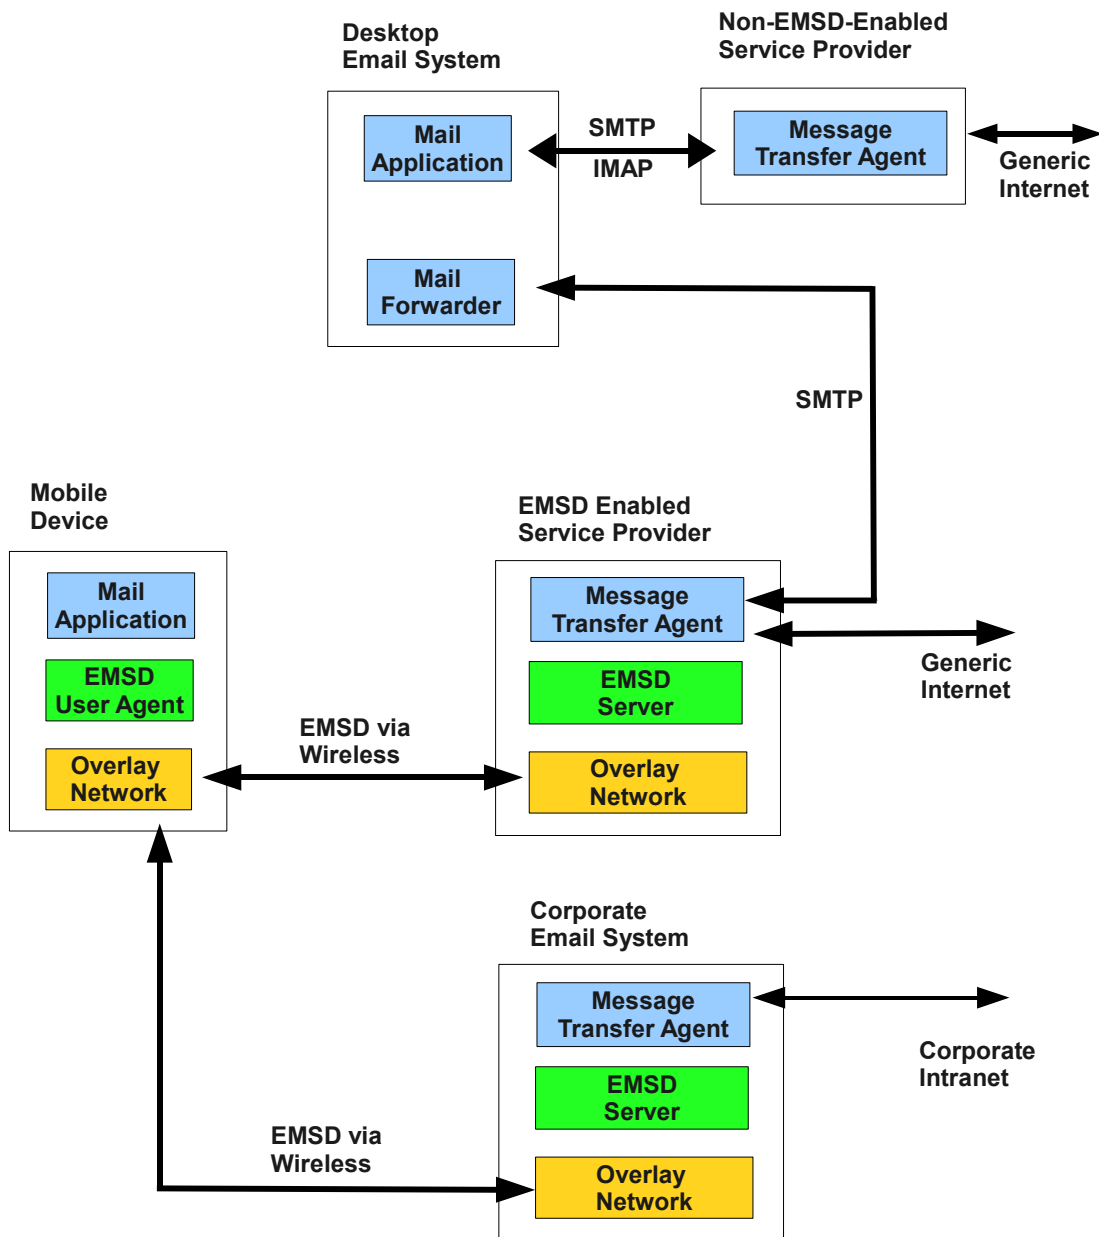 Desktop
Email System
Non-EMSD-Enabled
Service Provider
Mail
Application
SMTP
IMAP
Message
Transfer Agent
Generic
Internet
Mail
Forwarder
SMTP
Mobile
Device
EMSD Enabled
Service Provider
Mail
Application
EMSD
User Agent
Overlay
Network
EMSD via
Wireless
Message
Transfer Agent
EMSD
Server
Overlay
Network
Generic
Internet
Corporate
Email System
Message
Transfer Agent
EMSD
Server
Overlay
Network
Corporate
Intranet
EMSD via
Wireless